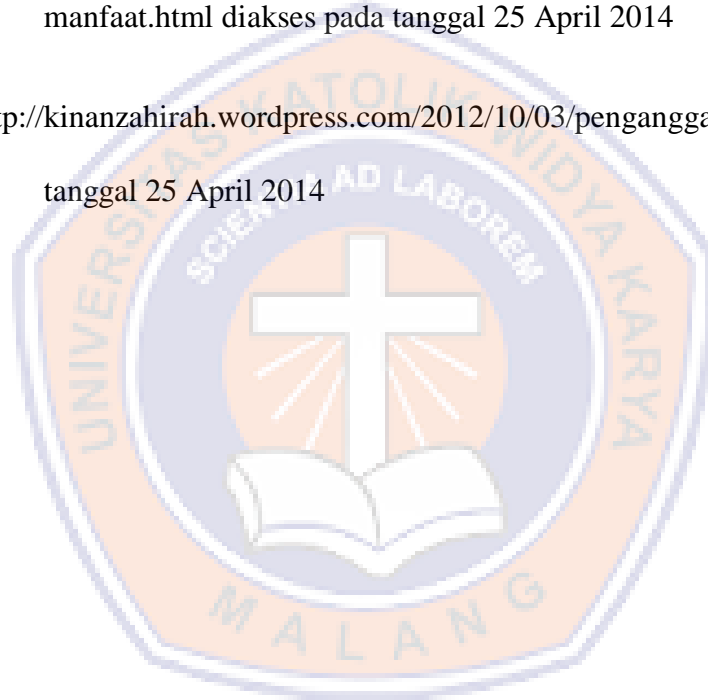 manfaat.html diakses pada tanggal 25 April 2014
tp://kinanzahirah.wordpress.com/2012/10/03/pengangga
tanggal 25 April 2014
UNIVERSITAS KATOLIK WIDYA KARYA
SCIENTIA AD LABOREM
MALANG